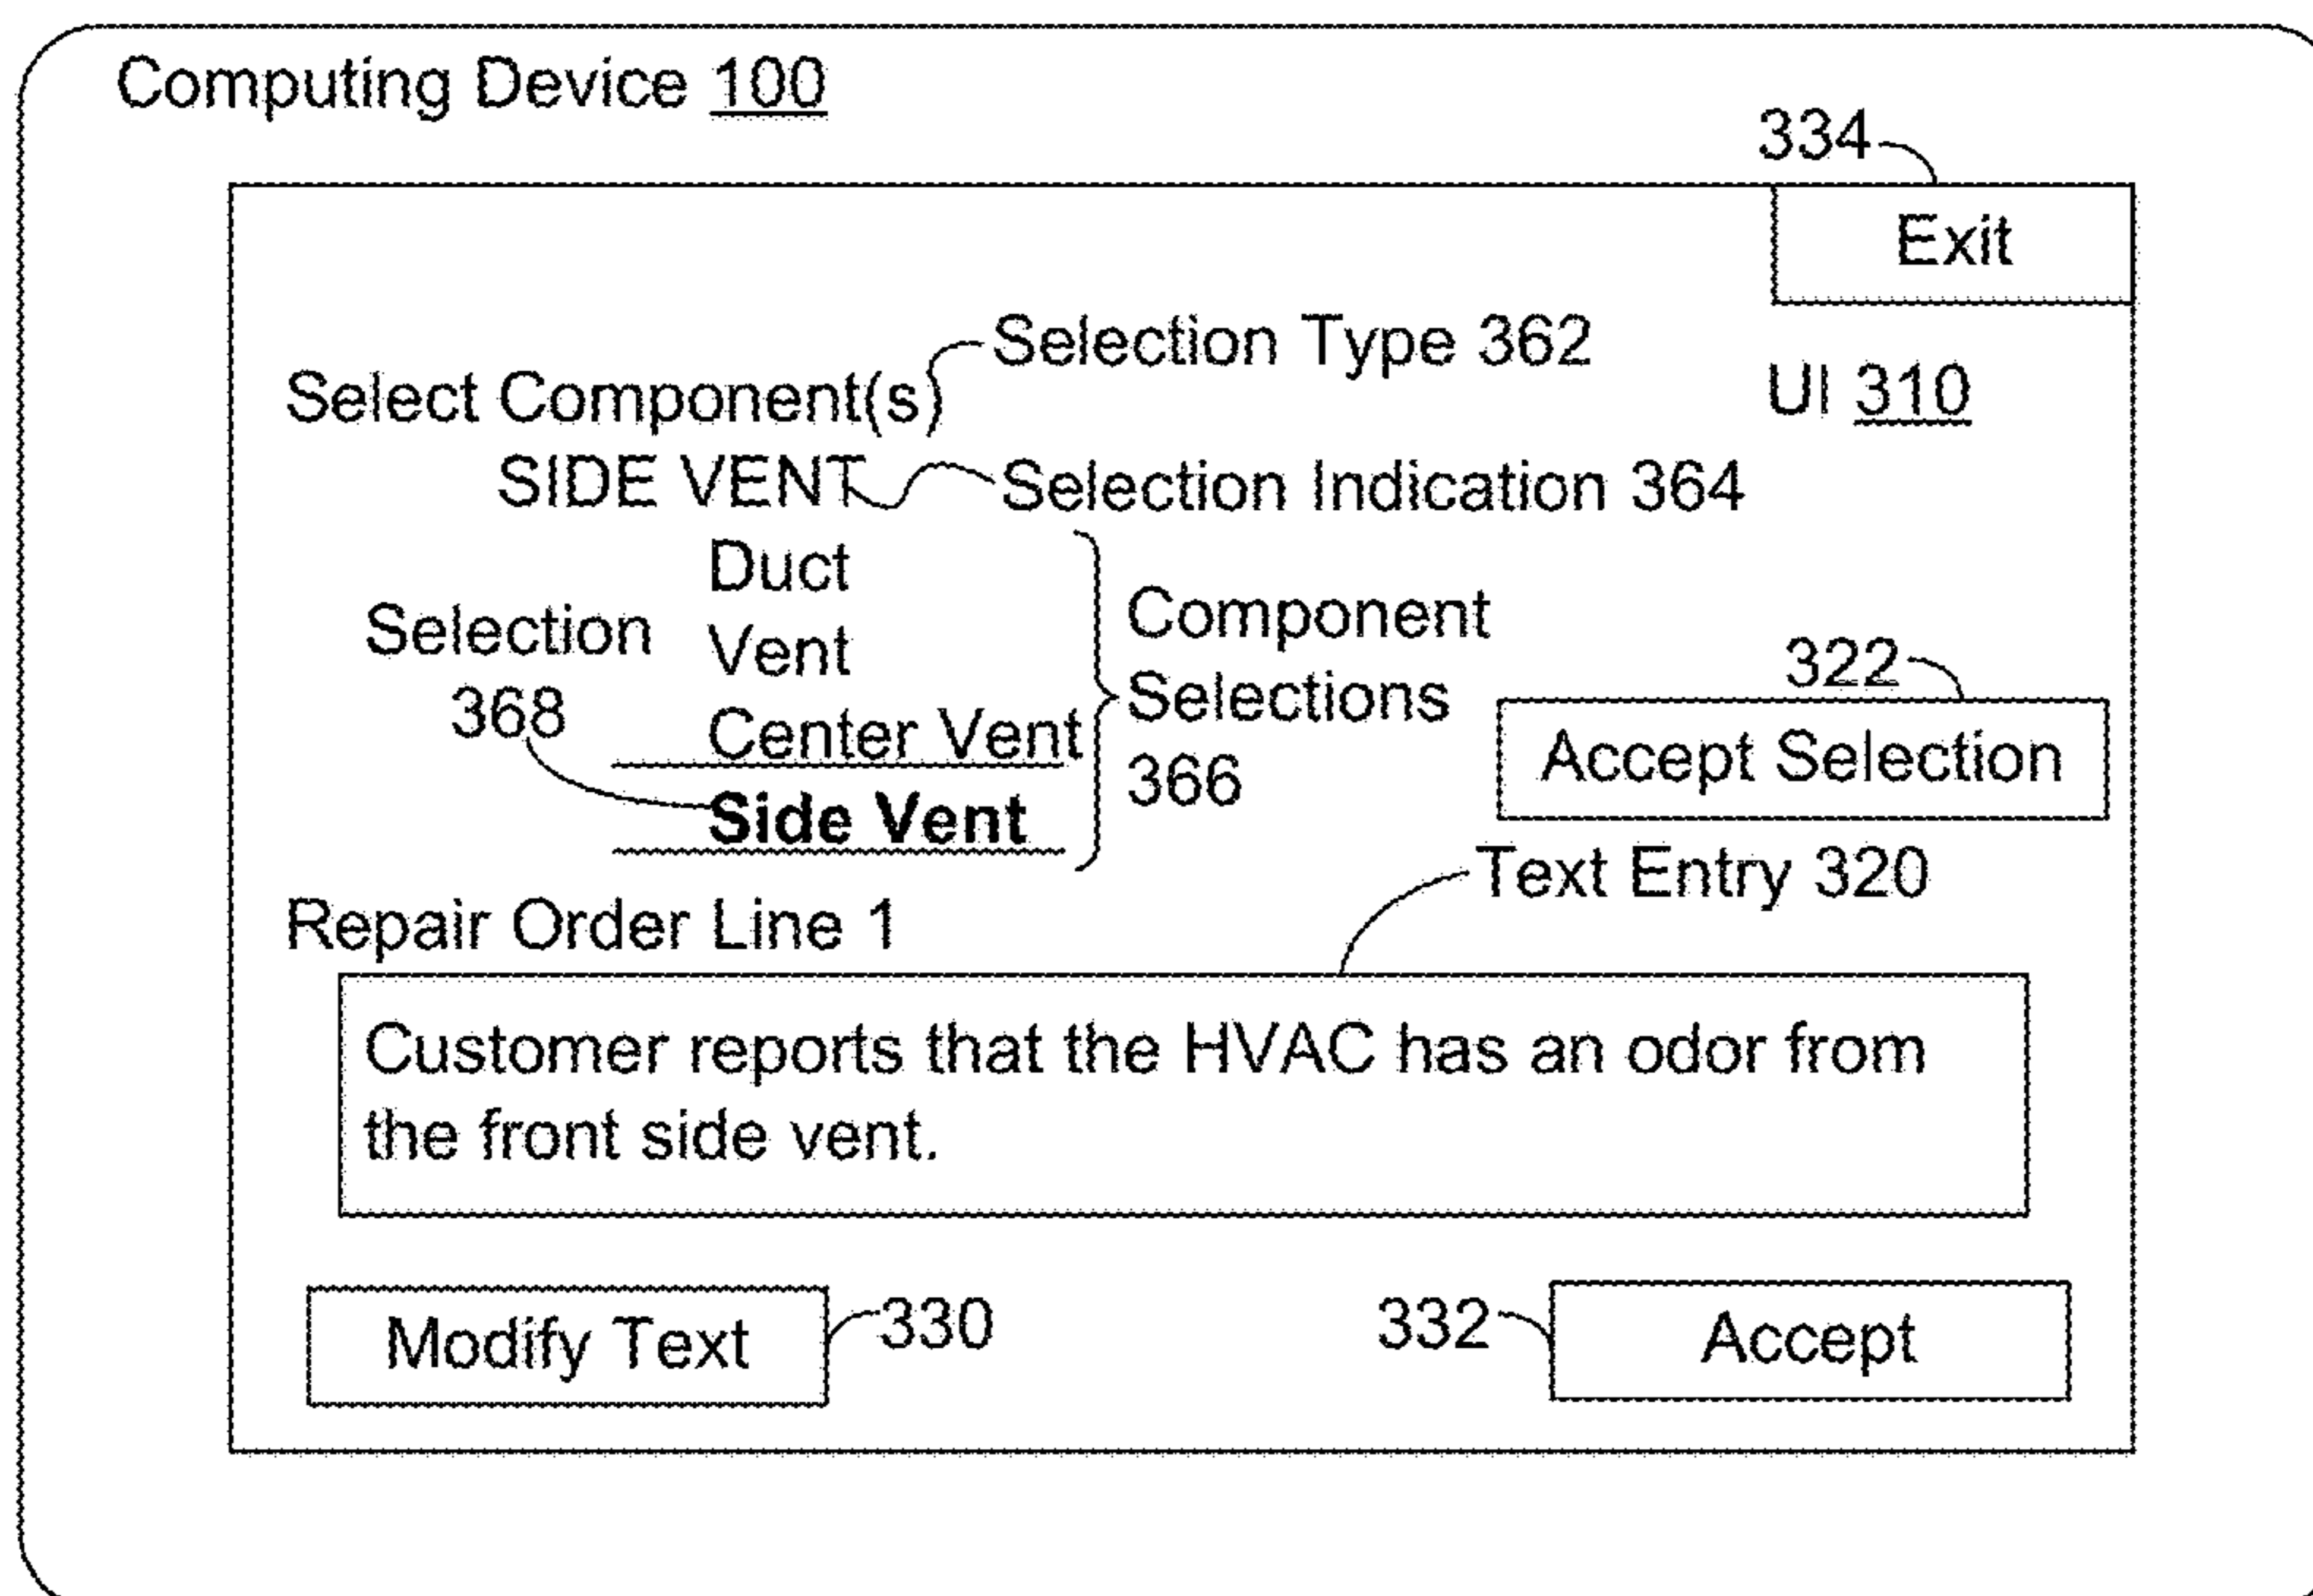 Computing Device 100
334
Exit
Selection Type 362
Select Component(s)
UI 310
SIDE VENT
Selection Indication 364
Duct
Vent
Center Vent
Side Vent
Selection
368
Component
Selections
366
322
Accept Selection
Text Entry 320
Repair Order Line 1
Customer reports that the HVAC has an odor from
the front side vent.
Modify Text
330
332
Accept